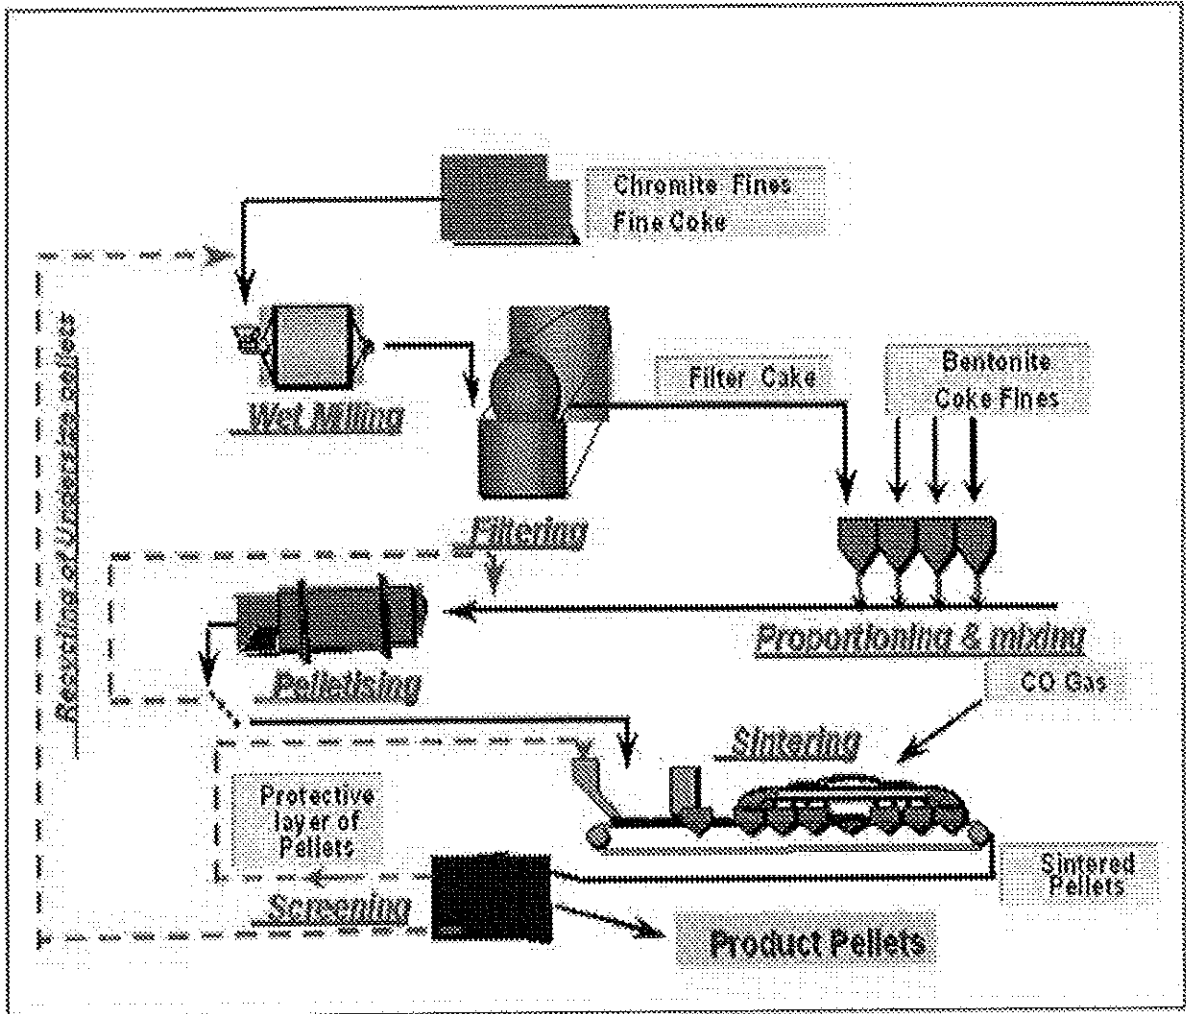 Chromite Fines
Fine Coke
Recycling of Undersize pellets
Wet Milling
Filter Cake
Bentonite
Coke Fines
Filtering
Pelletising
Proportioning & mixing
CO Gas
Sintering
Protective
layer of
Pellets
Sintered
Pellets
Screening
Product Pellets